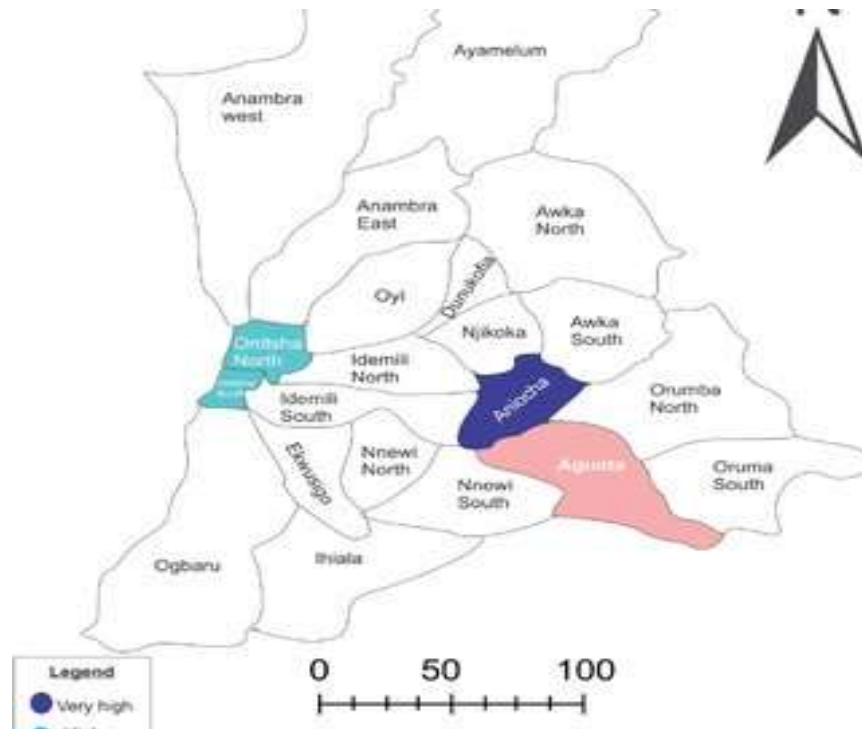 Ayamelum
Anambra
west
Anambra
East
Awka
North
Dunukofia
Oyi
Njikoka
Awka
South
Onitsha
North
Idemili
North
Idemili
South
Aniocha
Orumba
North
Ekwusigo
Nnewi
North
Nnewi
South
Aguata
Oruma
South
Ogbaru
Ihiala
0 50 100
Legend
Very high